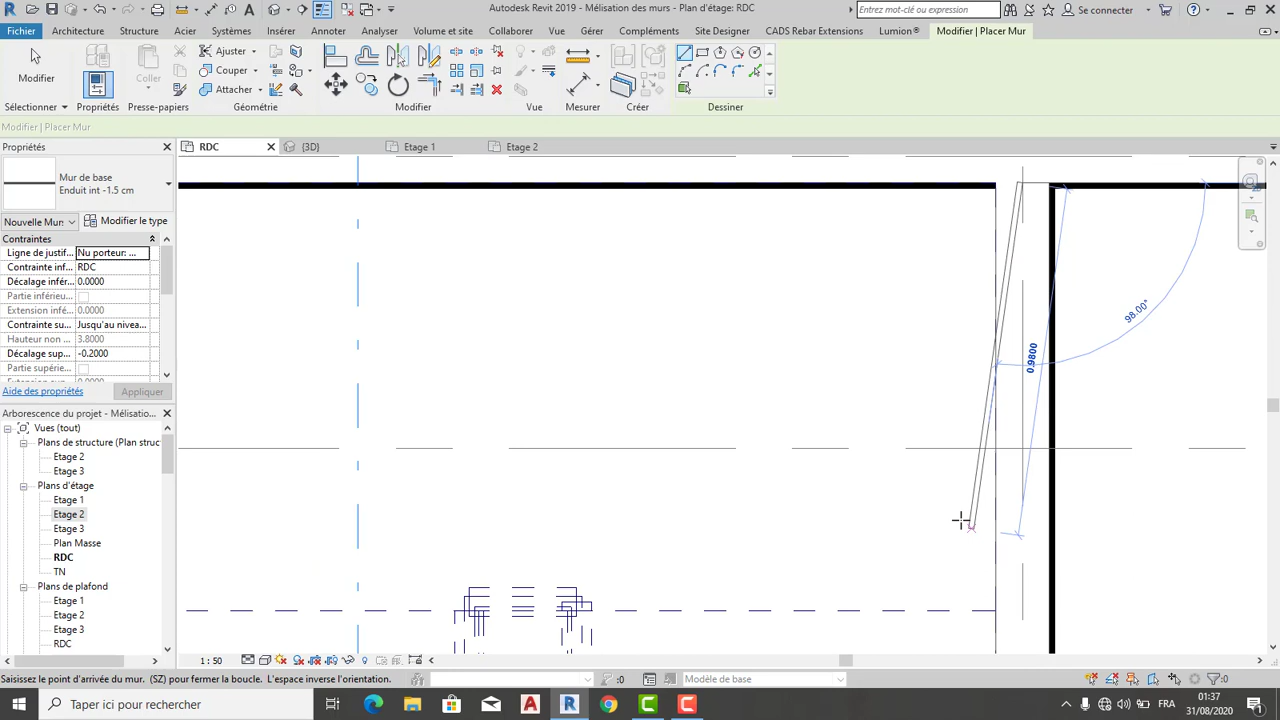 Autodesk Revit 2019 - Mélisation des murs - Plan d'étage: RDC
Entrez mot-clé ou expression
Se connecter
Fichier Architecture Structure Acier Systèmes Insérer Annoter Analyser Volume et site Collaborer Vue Gérer Compléments Site Designer CADS Rebar Extensions Lumion® Modifier | Placer Mur
Modifier
Propriétés
Coller
Ajuster
Couper
Attacher
Sélectionner Propriétés Presse-papiers Géométrie Modifier Vue Mesurer Créer Dessiner
Modifier | Placer Mur
Propriétés
RDC {3D} Etage 1 Etage 2
Mur de base
Enduit int -1.5 cm
Nouvelle Mur: Modifier le type
Contraintes
Ligne de justif... Nu porteur: ...
Contrainte inf... RDC
Décalage infér... 0.0000
Partie inférieu...
Extension infé... 0.0000
Contrainte su... Jusqu'au nivea...
Hauteur non ... 3.8000
Décalage sup... -0.2000
Partie supérie...
Aide des propriétés Appliquer
Arborescence du projet - Mélisation...
Vues (tout)
Plans de structure (Plan struc
Etage 2
Etage 3
Plans d'étage
Etage 1
Etage 2
Etage 3
Plan Masse
RDC
TN
Plans de plafond
Etage 1
Etage 2
Etage 3
RDC
98.00°
0.9800
1 : 50
Saisissez le point d'arrivée du mur. (SZ) pour fermer la boucle. L'espace inverse l'orientation.
:0
Modèle de base
:0
Taper ici pour rechercher
FRA
01:37
31/08/2020